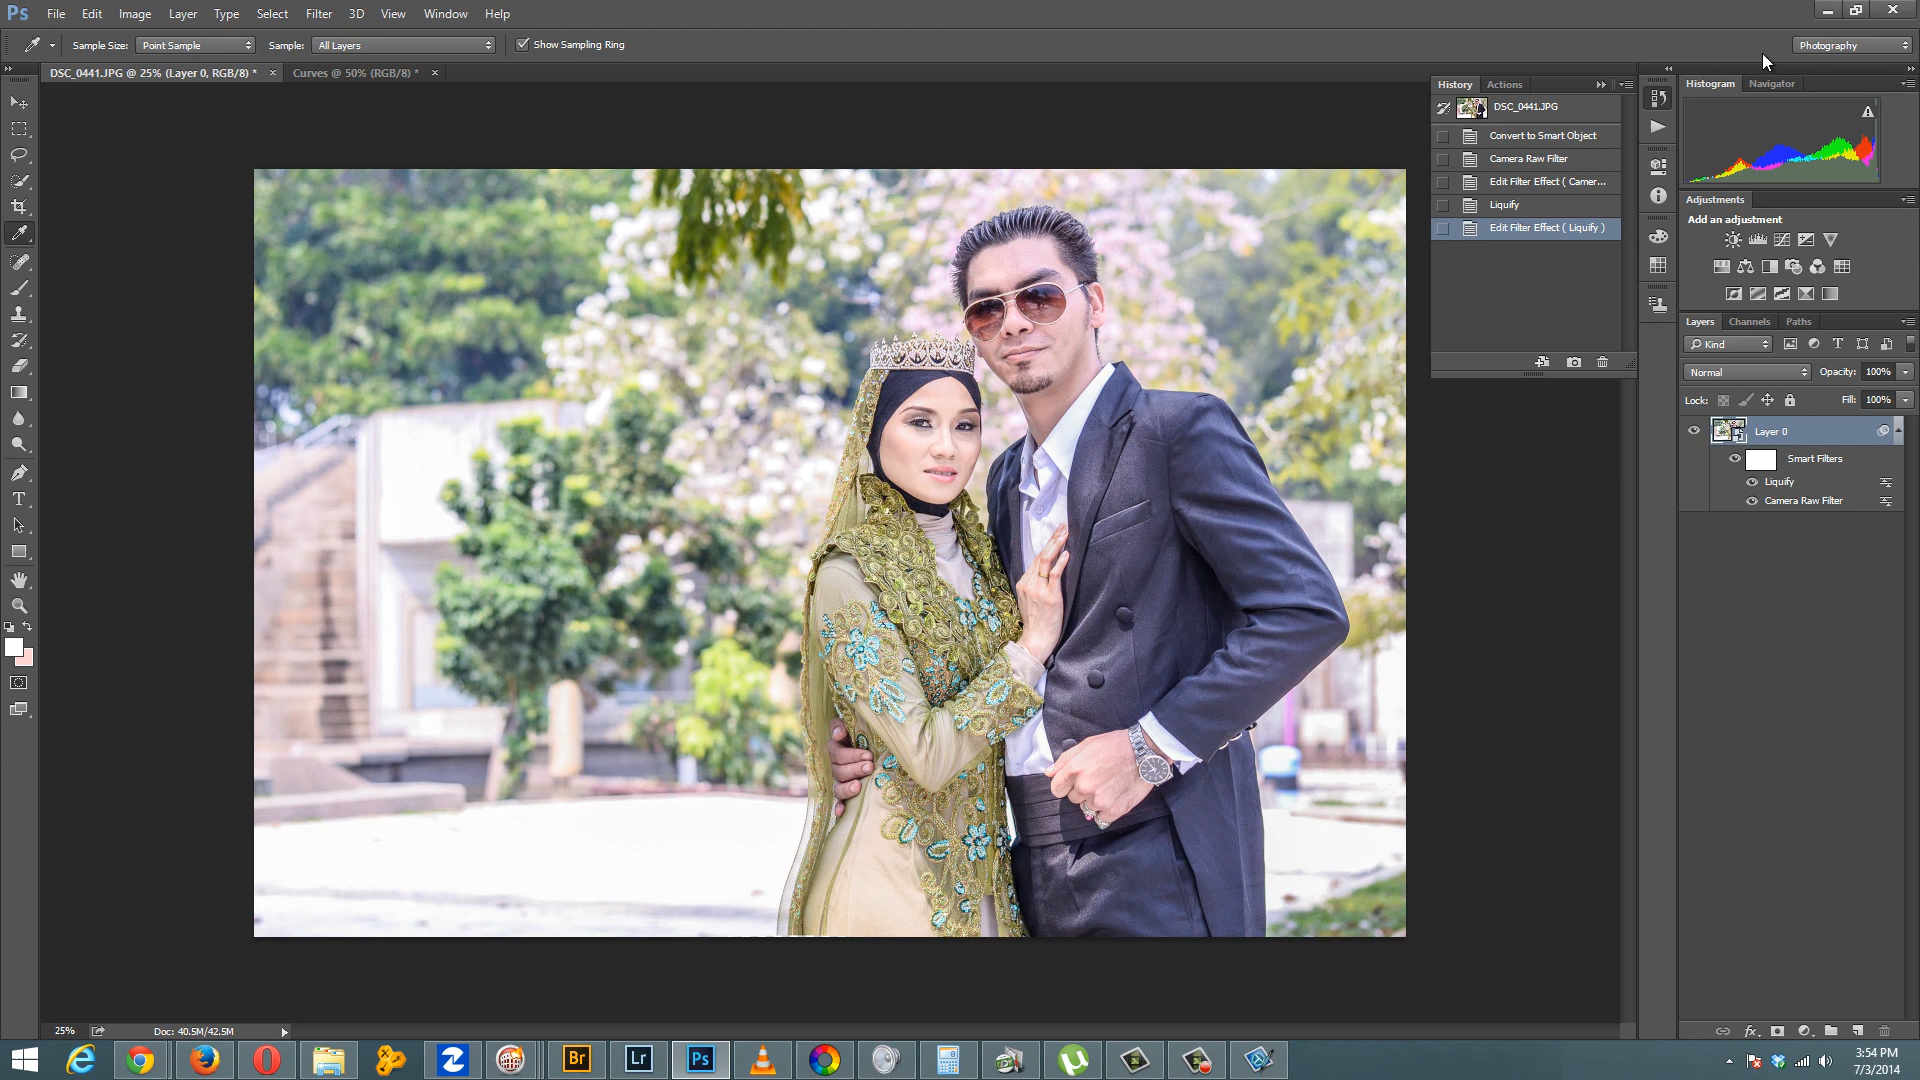 Ps File Edit Image Layer Type Select Filter 3D View Window Help
Sample Size: Point Sample Sample: All Layers Show Sampling Ring Photography
DSC_0441.JPG @ 25% (Layer 0, RGB/8) * × Curves @ 50% (RGB/8) * ×
History Actions
DSC_0441.JPG
Convert to Smart Object
Camera Raw Filter
Edit Filter Effect ( Camer...
Liquify
Edit Filter Effect ( Liquify )
Histogram Navigator
Adjustments
Add an adjustment
Layers Channels Paths
Kind
Normal Opacity: 100%
Lock: Fill: 100%
Layer 0
Smart Filters
Liquify
Camera Raw Filter
25% Doc: 40.5M/42.5M
Br Lr Ps
3:54 PM
7/3/2014